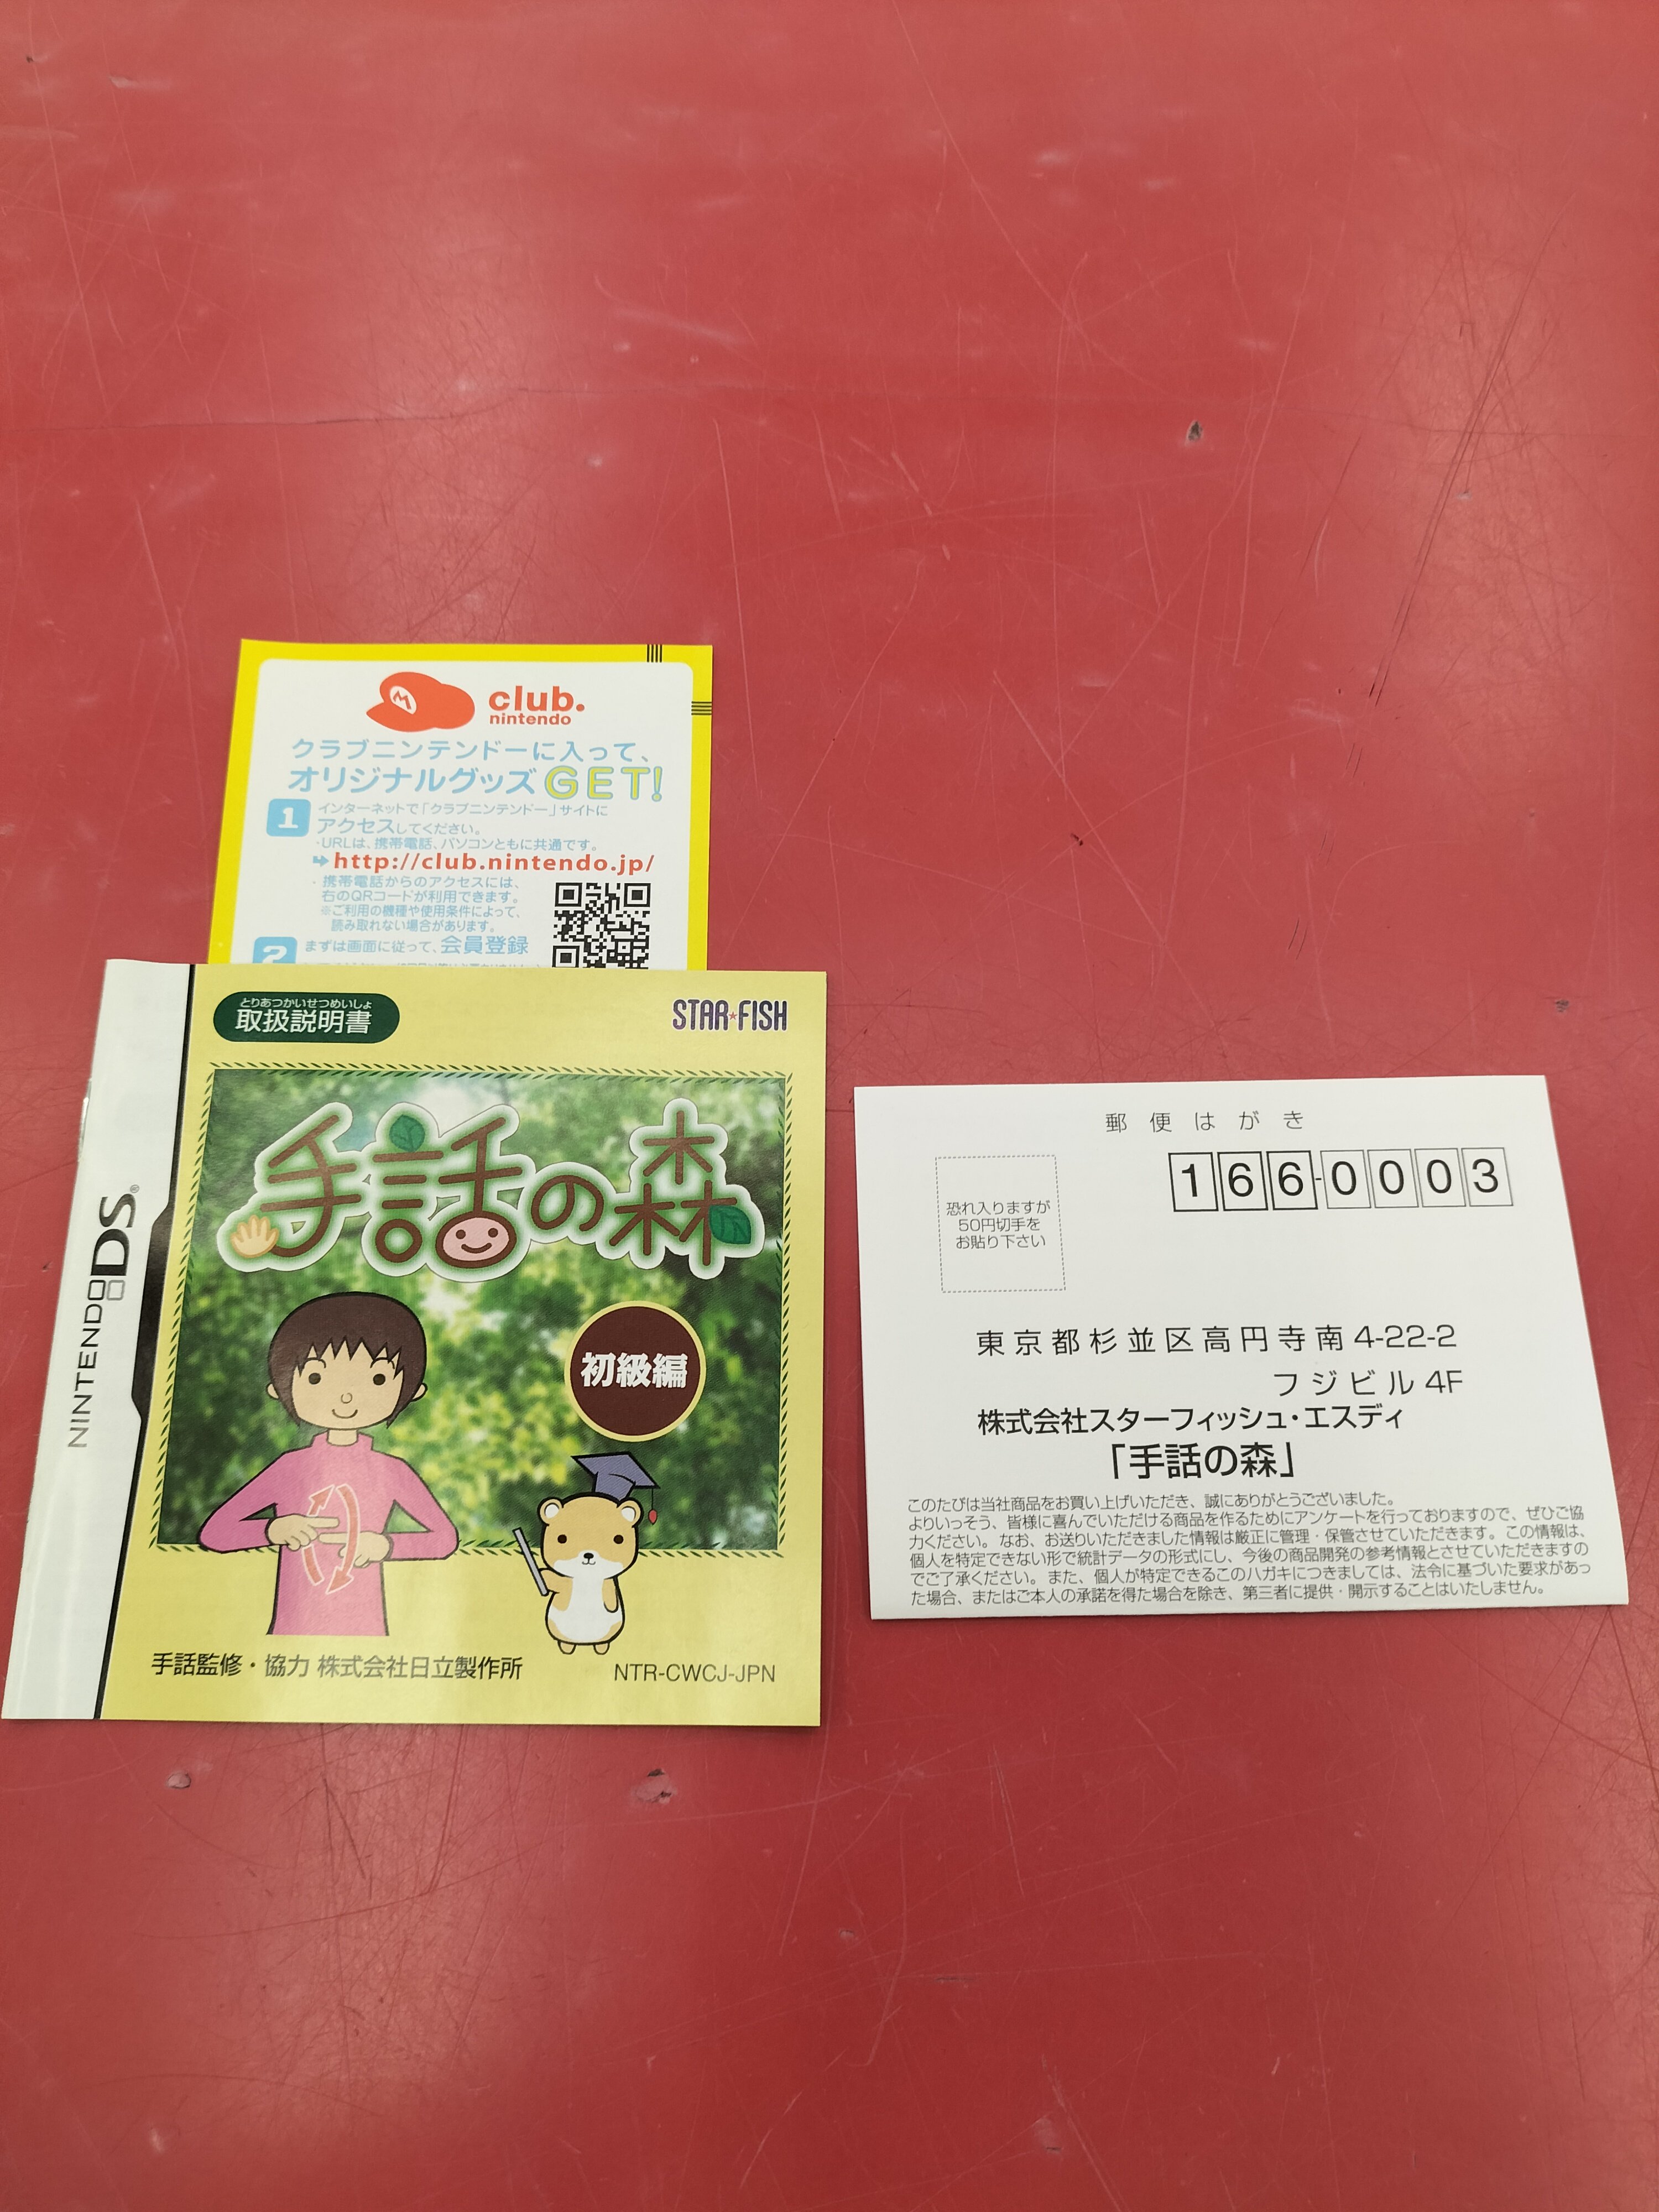 club.
nintendo
クラブニンテンドーに入って、
オリジナルグッズGET!
1
インターネットで「クラブニンテンドー」サイトに
アクセスしてください。
・URLは、携帯電話、パソコンともに共通です。
http://club.nintendo.jp/
・携帯電話からのアクセスには、
右のQRコードが利用できます。
※ご利用の機種や使用条件によって、
読み取れない場合があります。
2
まずは画面に従って、会員登録
NINTENDO DS
とりあつかいせつめいしょ
取扱説明書
STAR★FISH
手話の森
初級編
手話監修・協力 株式会社日立製作所
NTR-CWCJ-JPN
郵便はがき
166-0003
恐れ入りますが
50円切手を
お貼り下さい
東京都杉並区高円寺南 4-22-2
フジビル 4F
株式会社スターフィッシュ・エスディ
「手話の森」
このたびは当社商品をお買い上げいただき、誠にありがとうございました。
よりいっそう、皆様に喜んでいただける商品を作るためにアンケートを行っておりますので、ぜひご協
力ください。なお、お送りいただきました情報は厳正に管理・保管させていただきます。この情報は、
個人を特定できない形で統計データの形式にし、今後の商品開発の参考情報とさせていただきますの
でご了承ください。また、個人が特定できるこのハガキにつきましては、法令に基づいた要求があっ
た場合、またはご本人の承諾を得た場合を除き、第三者に提供・開示することはいたしません。